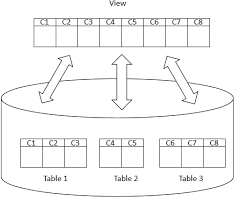 View
C1 C2 C3 C4 C5 C6 C7 C8
C1 C2 C3 C4 C5 C6 C7 C8
Table 1 Table 2 Table 3